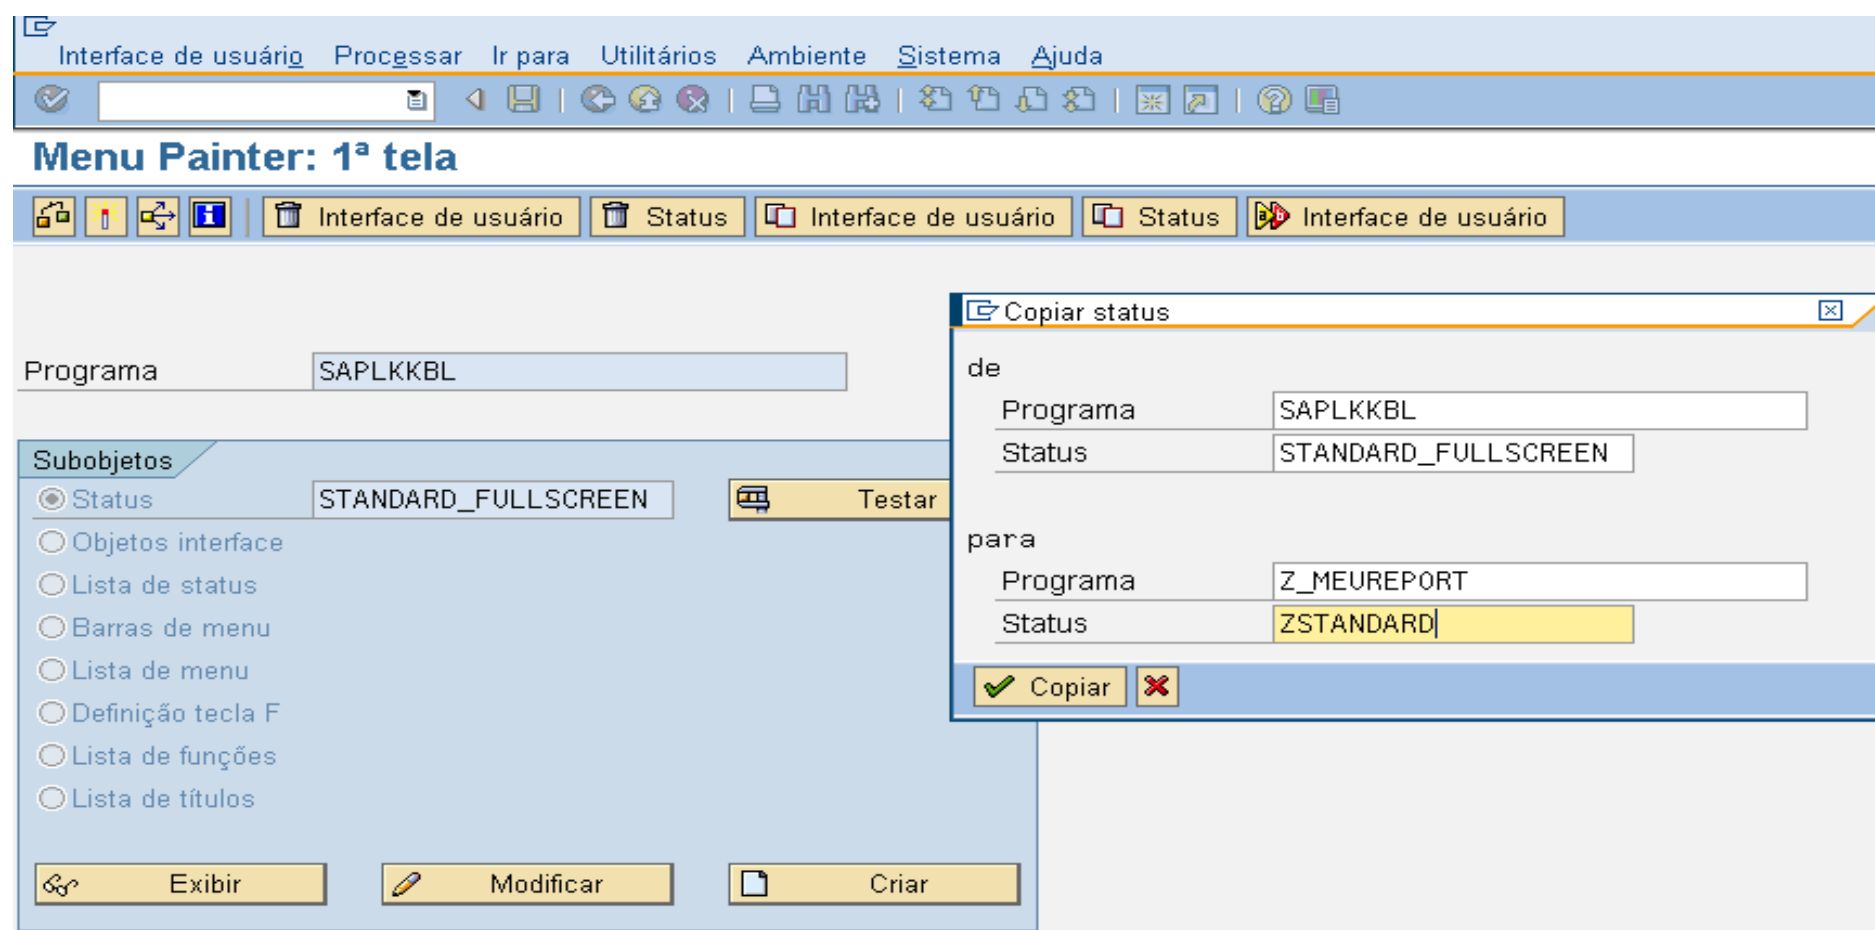 Interface de usuário Processar Ir para Utilitários Ambiente Sistema Ajuda
Menu Painter: 1ª tela
Interface de usuário Status Interface de usuário Status Interface de usuário
Copiar status
de
Programa SAPLKKBL
Programa SAPLKKBL
Status STANDARD_FULLSCREEN
Subobjetos
Status STANDARD_FULLSCREEN Testar
Objetos interface
para
Lista de status
Programa Z_MEUREPORT
Barras de menu
Status ZSTANDARD
Lista de menu
Copiar
Definição tecla F
Lista de funções
Lista de títulos
Exibir Modificar Criar